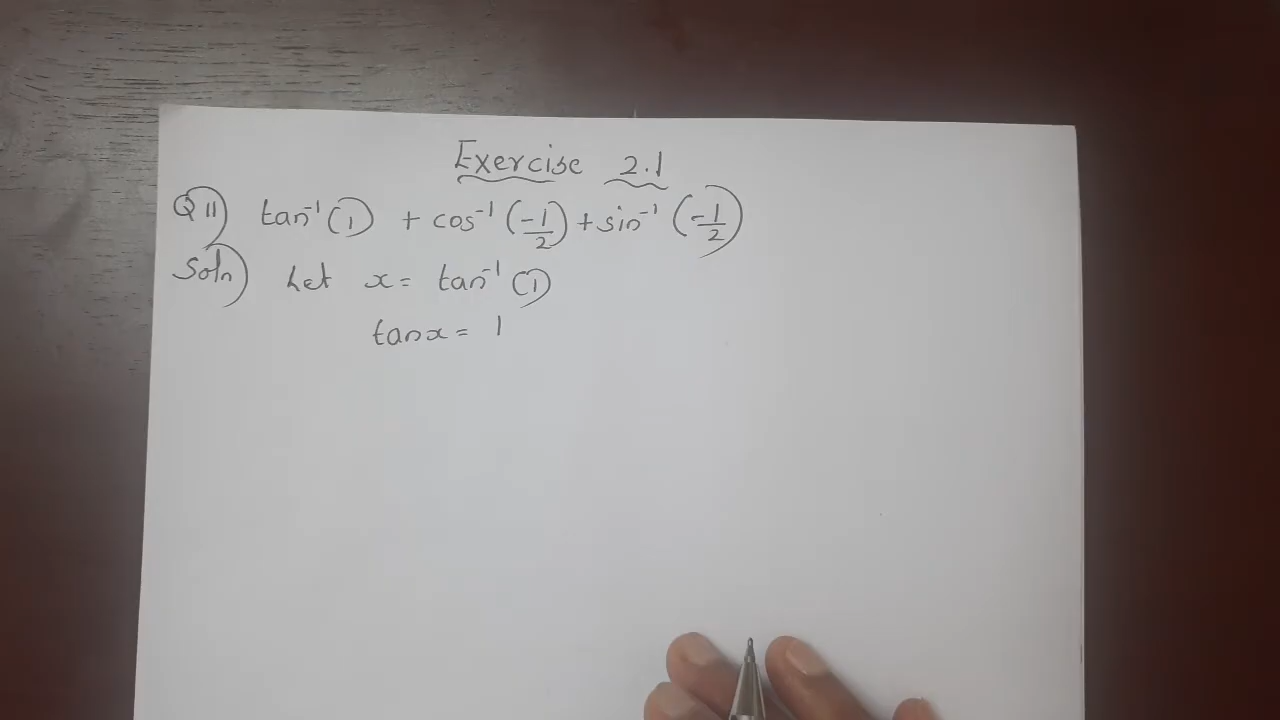 Exercise 2.1
Q11) tan⁻¹(1) + cos⁻¹(-1/2) + sin⁻¹(-1/2)
Soln) Let x = tan⁻¹(1)
tanx = 1